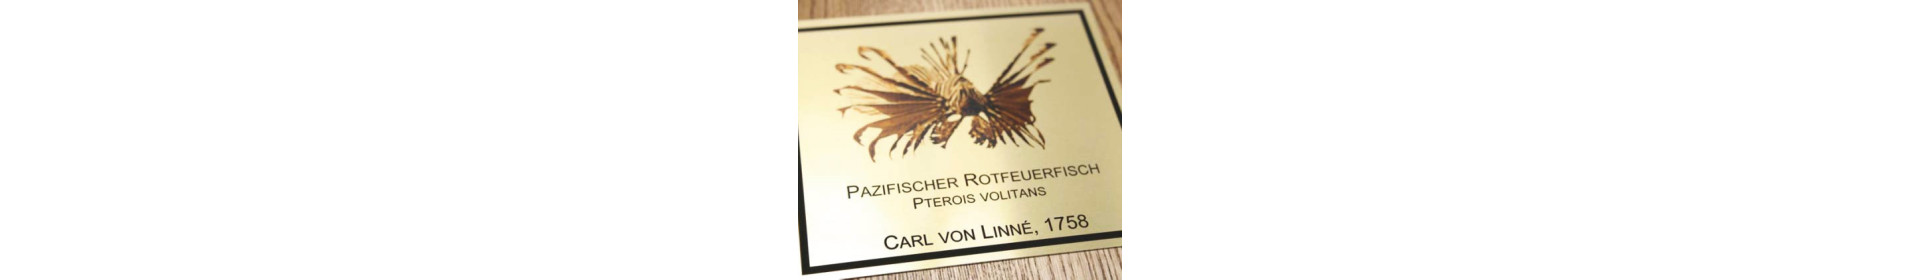 Pazifischer Rotfeuerfisch
Pterois volitans
Carl von Linné, 1758